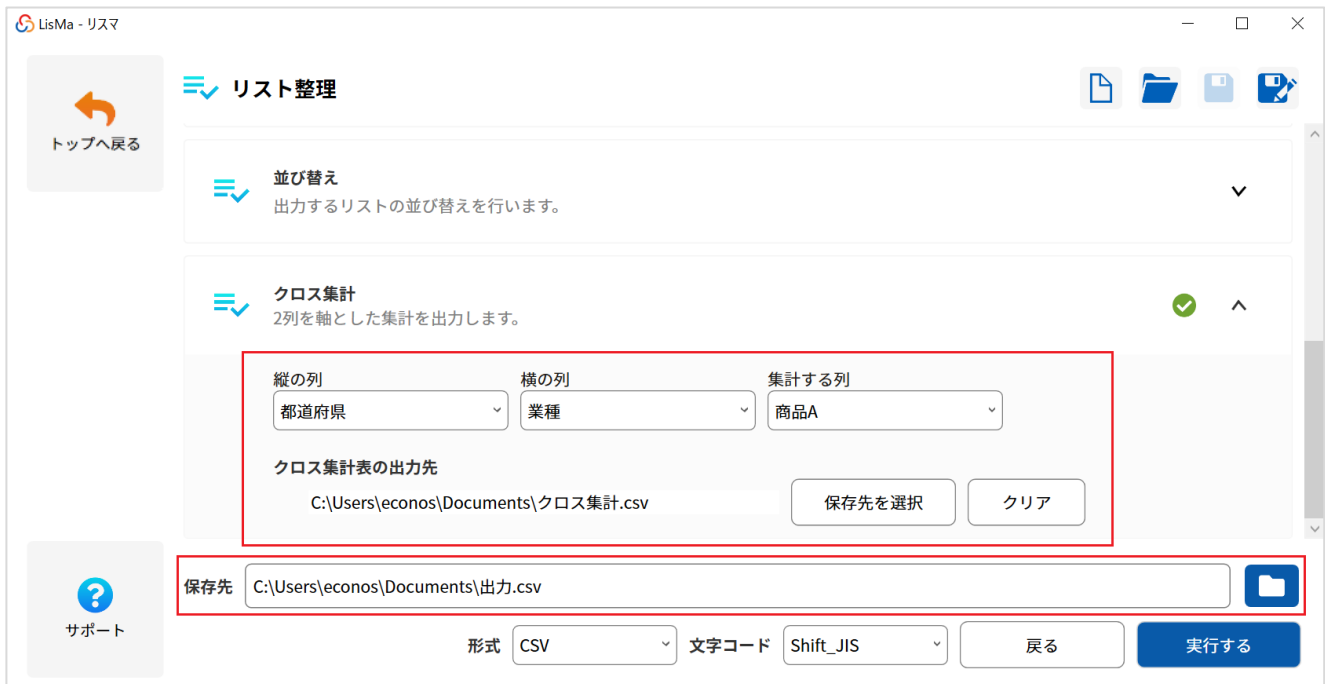 LisMa - リスマ
トップへ戻る
リスト整理
並び替え
出力するリストの並び替えを行います。
クロス集計
2列を軸とした集計を出力します。
縦の列 横の列 集計する列
都道府県 業種 商品A
クロス集計表の出力先
C:\Users\econos\Documents\クロス集計.csv 保存先を選択 クリア
保存先 C:\Users\econos\Documents\出力.csv
サポート
形式 CSV 文字コード Shift_JIS 戻る 実行する